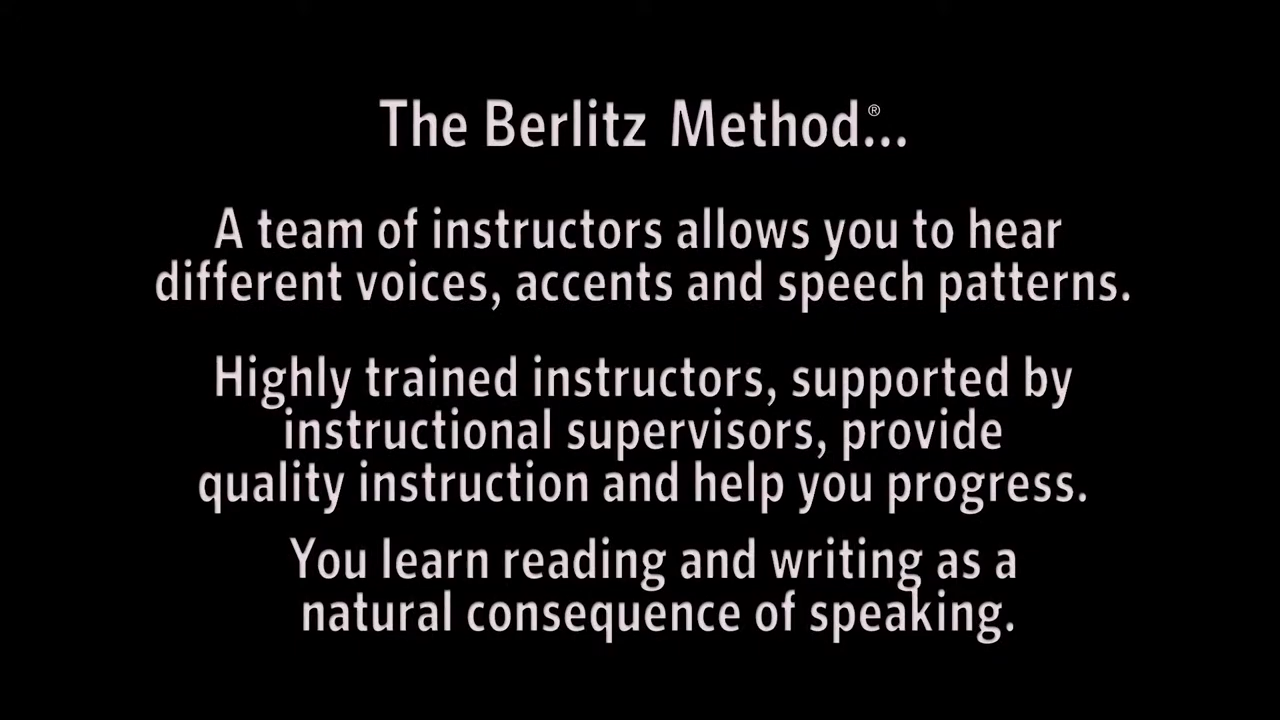 The Berlitz Method®...
A team of instructors allows you to hear
different voices, accents and speech patterns.
Highly trained instructors, supported by
instructional supervisors, provide
quality instruction and help you progress.
You learn reading and writing as a
natural consequence of speaking.